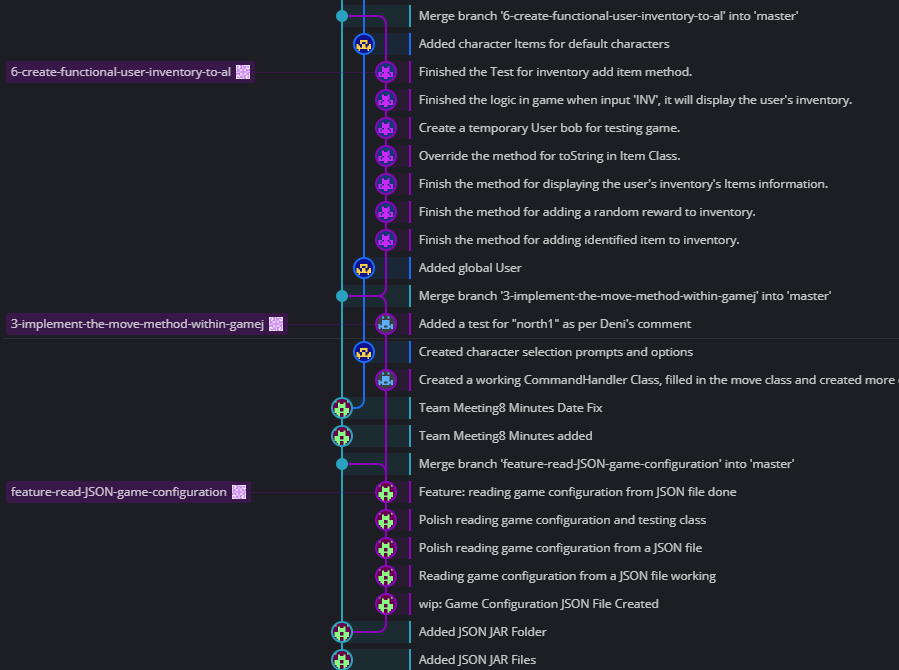 Merge branch '6-create-functional-user-inventory-to-al' into 'master'
Added character Items for default characters
6-create-functional-user-inventory-to-al
Finished the Test for inventory add item method.
Finished the logic in game when input 'INV', it will display the user's inventory.
Create a temporary User bob for testing game.
Override the method for toString in Item Class.
Finish the method for displaying the user's inventory's Items information.
Finish the method for adding a random reward to inventory.
Finish the method for adding identified item to inventory.
Added global User
Merge branch '3-implement-the-move-method-within-gamej' into 'master'
3-implement-the-move-method-within-gamej
Added a test for "north1" as per Deni's comment
Created character selection prompts and options
Created a working CommandHandler Class, filled in the move class and created more
Team Meeting8 Minutes Date Fix
Team Meeting8 Minutes added
Merge branch 'feature-read-JSON-game-configuration' into 'master'
feature-read-JSON-game-configuration
Feature: reading game configuration from JSON file done
Polish reading game configuration and testing class
Polish reading game configuration from a JSON file
Reading game configuration from a JSON file working
wip: Game Configuration JSON File Created
Added JSON JAR Folder
Added JSON JAR Files